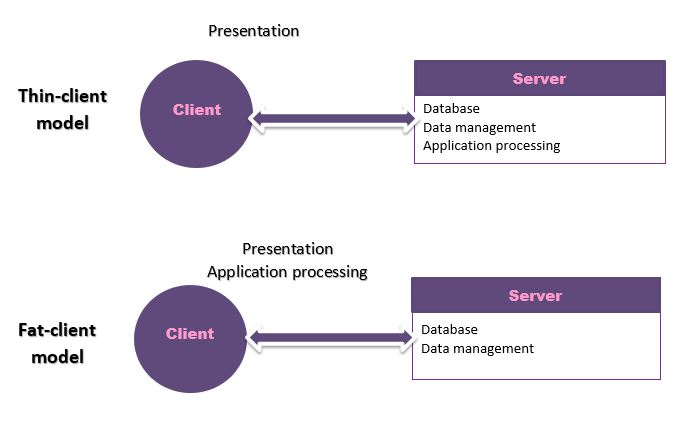 Presentation
Thin-client
model
Client
Server
Database
Data management
Application processing
Presentation
Application processing
Fat-client
model
Client
Server
Database
Data management